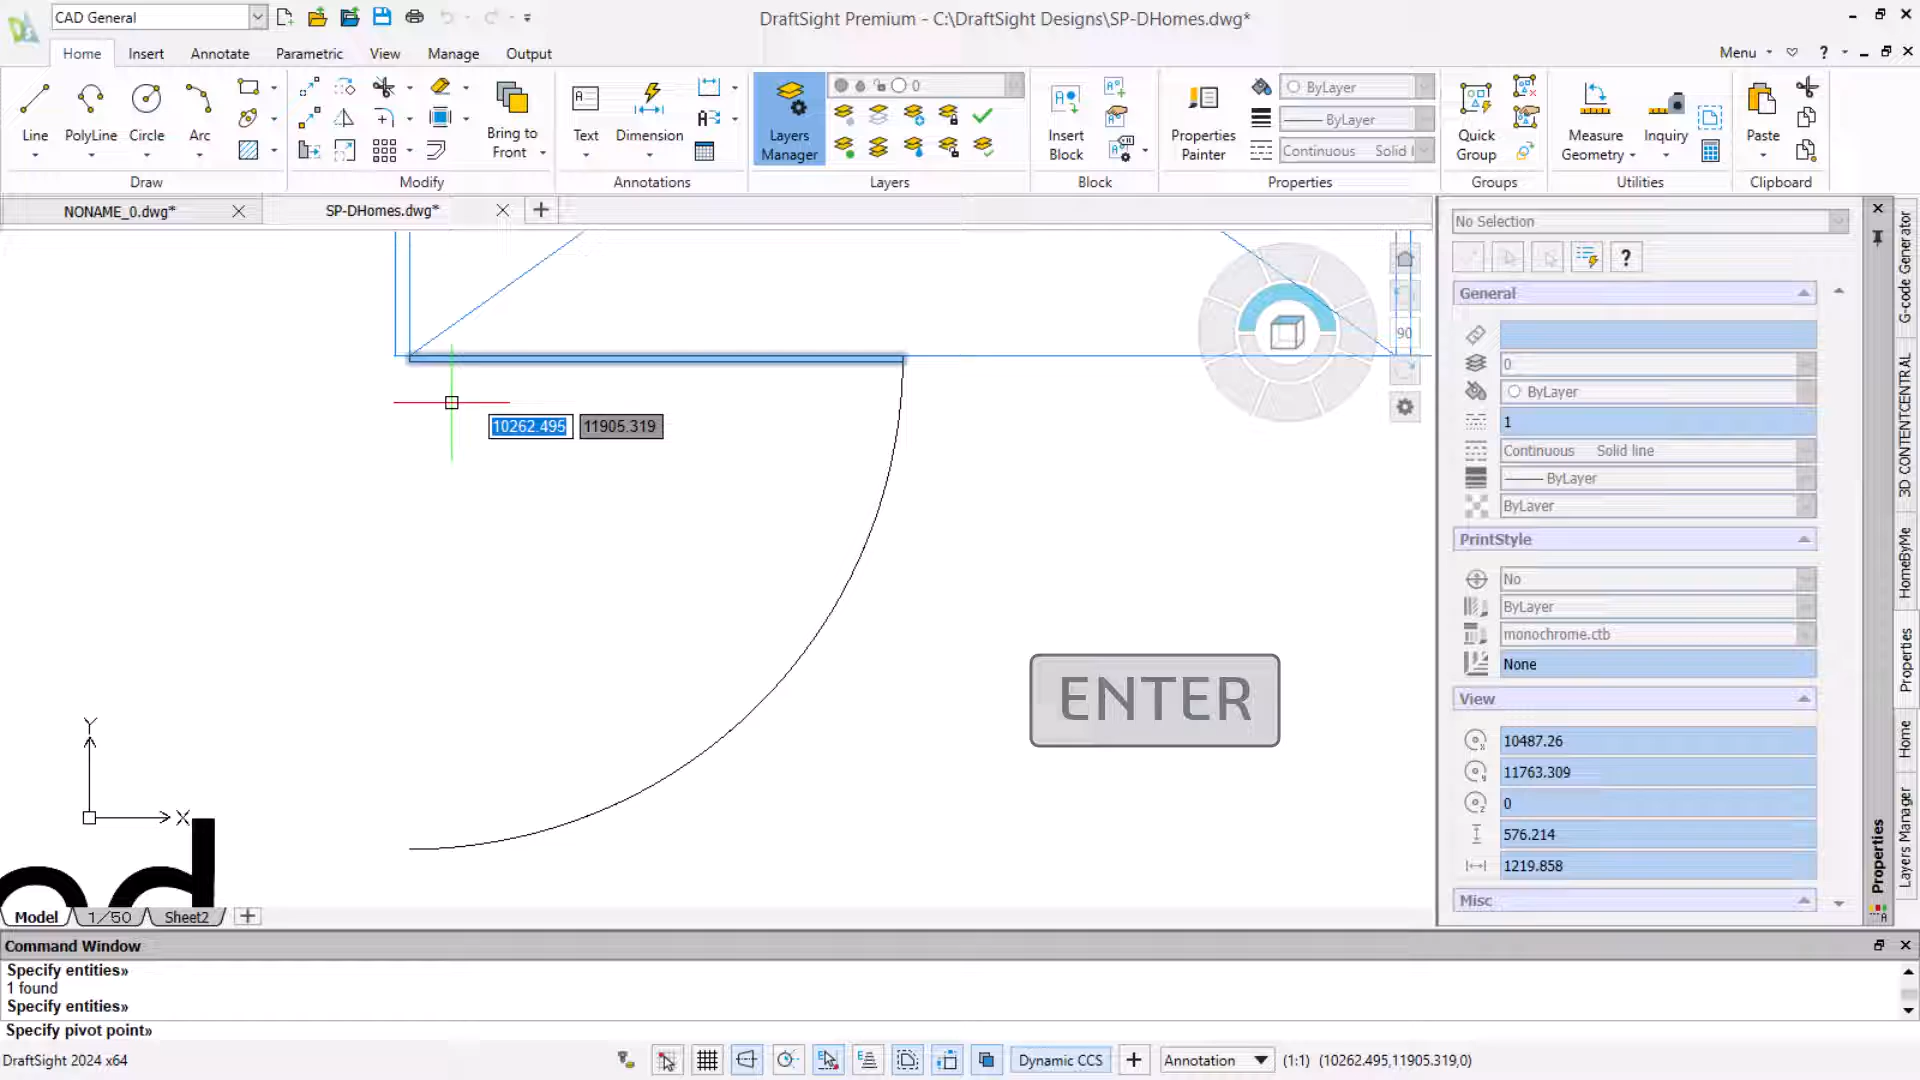 CAD General
DraftSight Premium - C:\DraftSight Designs\SP-DHomes.dwg*
Home Insert Annotate Parametric View Manage Output
Menu
Line PolyLine Circle Arc
Draw
Bring to Front
Modify
Text Dimension
Annotations
Layers Manager
0
Layers
Insert Block
Block
Properties Painter
ByLayer
ByLayer
Continuous Solid l
Properties
Quick Group
Groups
Measure Geometry
Inquiry
Utilities
Paste
Clipboard
NONAME_0.dwg*
SP-DHomes.dwg*
90
10262.495 11905.319
ENTER
Y
X
od
No Selection
?
General
0
ByLayer
1
Continuous Solid line
ByLayer
ByLayer
PrintStyle
No
ByLayer
monochrome.ctb
None
View
10487.26
11763.309
0
576.214
1219.858
Misc
Properties
G-code Generator
3D CONTENTCENTRAL
HomeByMe
Properties
Home
Layers Manager
Model 1/50 Sheet2
Command Window
Specify entities»
1 found
Specify entities»
Specify pivot point»
DraftSight 2024 x64
Dynamic CCS
Annotation
(1:1) (10262.495,11905.319,0)